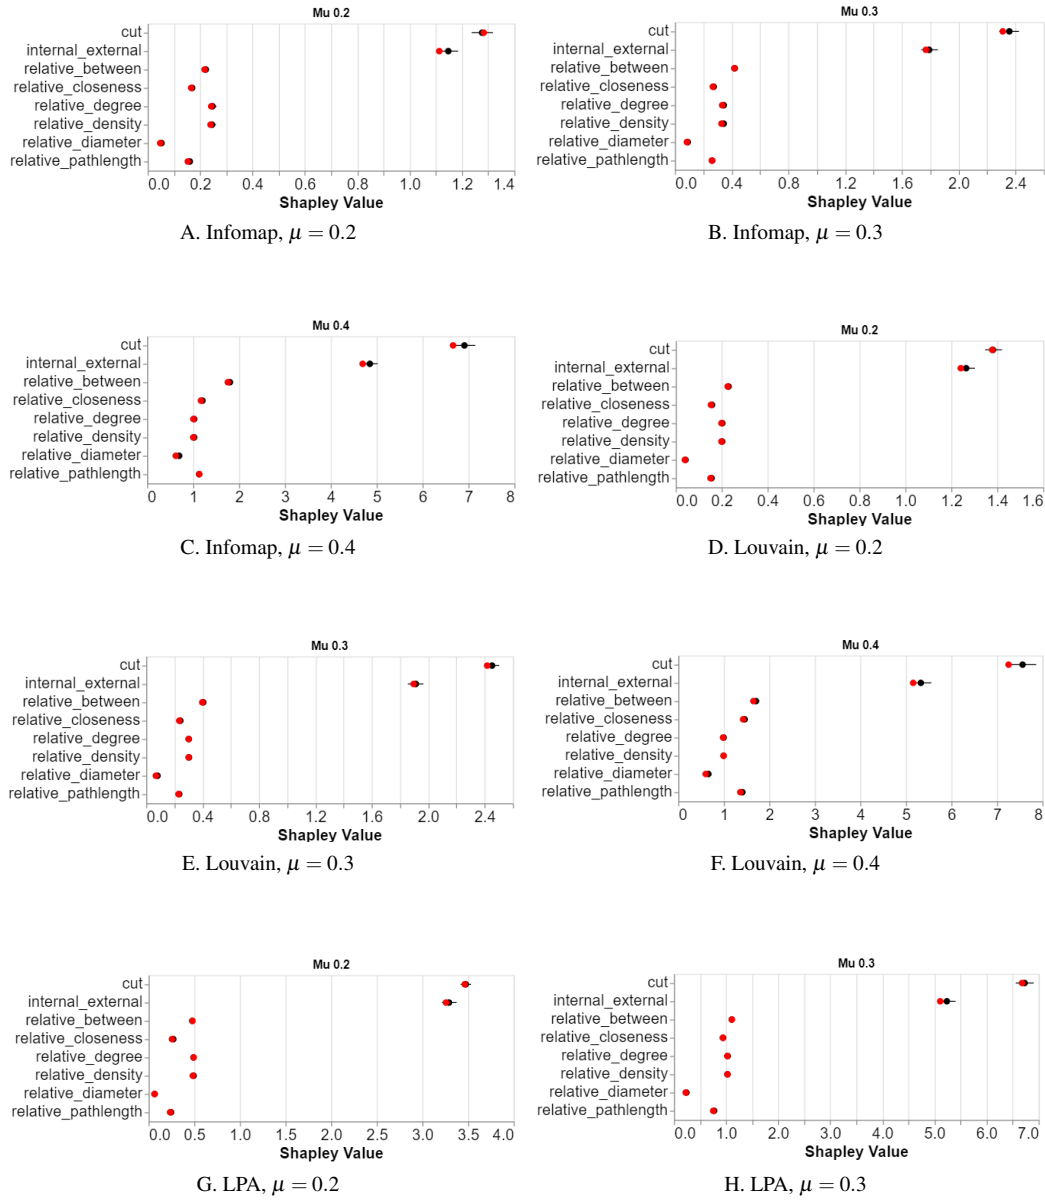 Mu 0.2
cut
internal_external
relative_between
relative_closeness
relative_degree
relative_density
relative_diameter
relative_pathlength
0.0 0.2 0.4 0.6 0.8 1.0 1.2 1.4
Shapley Value
A. Infomap, μ = 0.2
Mu 0.3
cut
internal_external
relative_between
relative_closeness
relative_degree
relative_density
relative_diameter
relative_pathlength
0.0 0.4 0.8 1.2 1.6 2.0 2.4
Shapley Value
B. Infomap, μ = 0.3
Mu 0.4
cut
internal_external
relative_between
relative_closeness
relative_degree
relative_density
relative_diameter
relative_pathlength
0 1 2 3 4 5 6 7 8
Shapley Value
C. Infomap, μ = 0.4
Mu 0.2
cut
internal_external
relative_between
relative_closeness
relative_degree
relative_density
relative_diameter
relative_pathlength
0.0 0.2 0.4 0.6 0.8 1.0 1.2 1.4 1.6
Shapley Value
D. Louvain, μ = 0.2
Mu 0.3
cut
internal_external
relative_between
relative_closeness
relative_degree
relative_density
relative_diameter
relative_pathlength
0.0 0.4 0.8 1.2 1.6 2.0 2.4
Shapley Value
E. Louvain, μ = 0.3
Mu 0.4
cut
internal_external
relative_between
relative_closeness
relative_degree
relative_density
relative_diameter
relative_pathlength
0 1 2 3 4 5 6 7 8
Shapley Value
F. Louvain, μ = 0.4
Mu 0.2
cut
internal_external
relative_between
relative_closeness
relative_degree
relative_density
relative_diameter
relative_pathlength
0.0 0.5 1.0 1.5 2.0 2.5 3.0 3.5 4.0
Shapley Value
G. LPA, μ = 0.2
Mu 0.3
cut
internal_external
relative_between
relative_closeness
relative_degree
relative_density
relative_diameter
relative_pathlength
0.0 1.0 2.0 3.0 4.0 5.0 6.0 7.0
Shapley Value
H. LPA, μ = 0.3